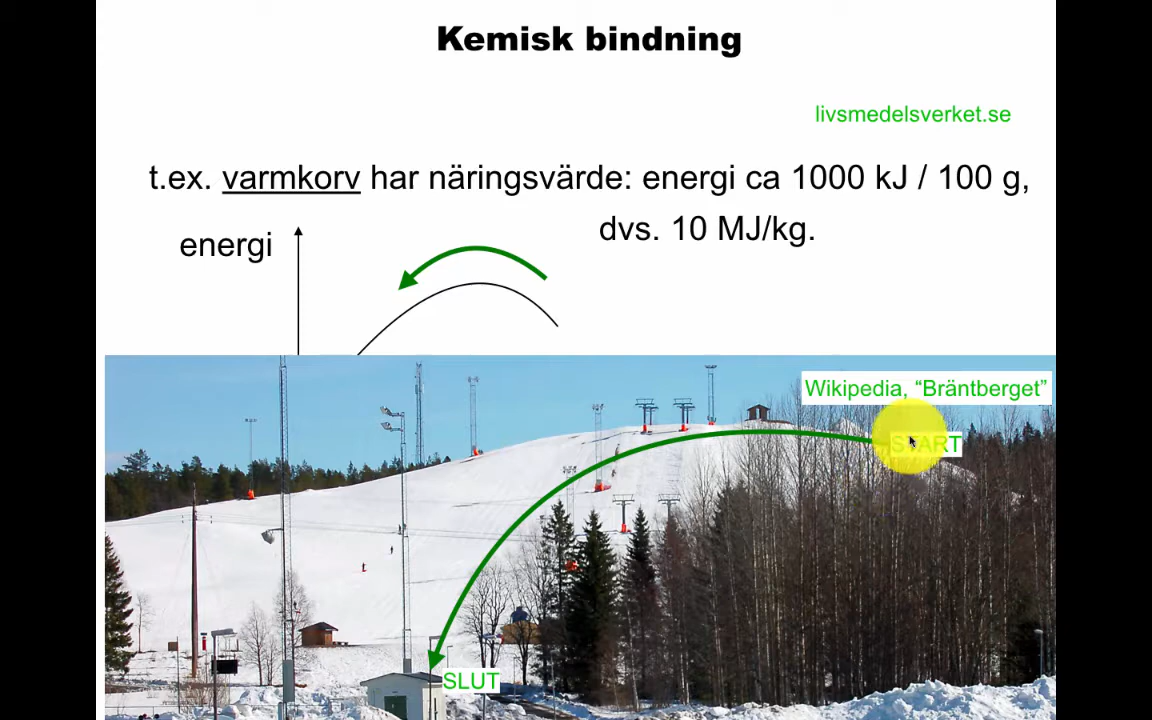 Kemisk bindning
livsmedelsverket.se
t.ex. varmkorv har näringsvärde: energi ca 1000 kJ / 100 g,
dvs. 10 MJ/kg.
energi
Wikipedia, “Bräntberget”
START
SLUT